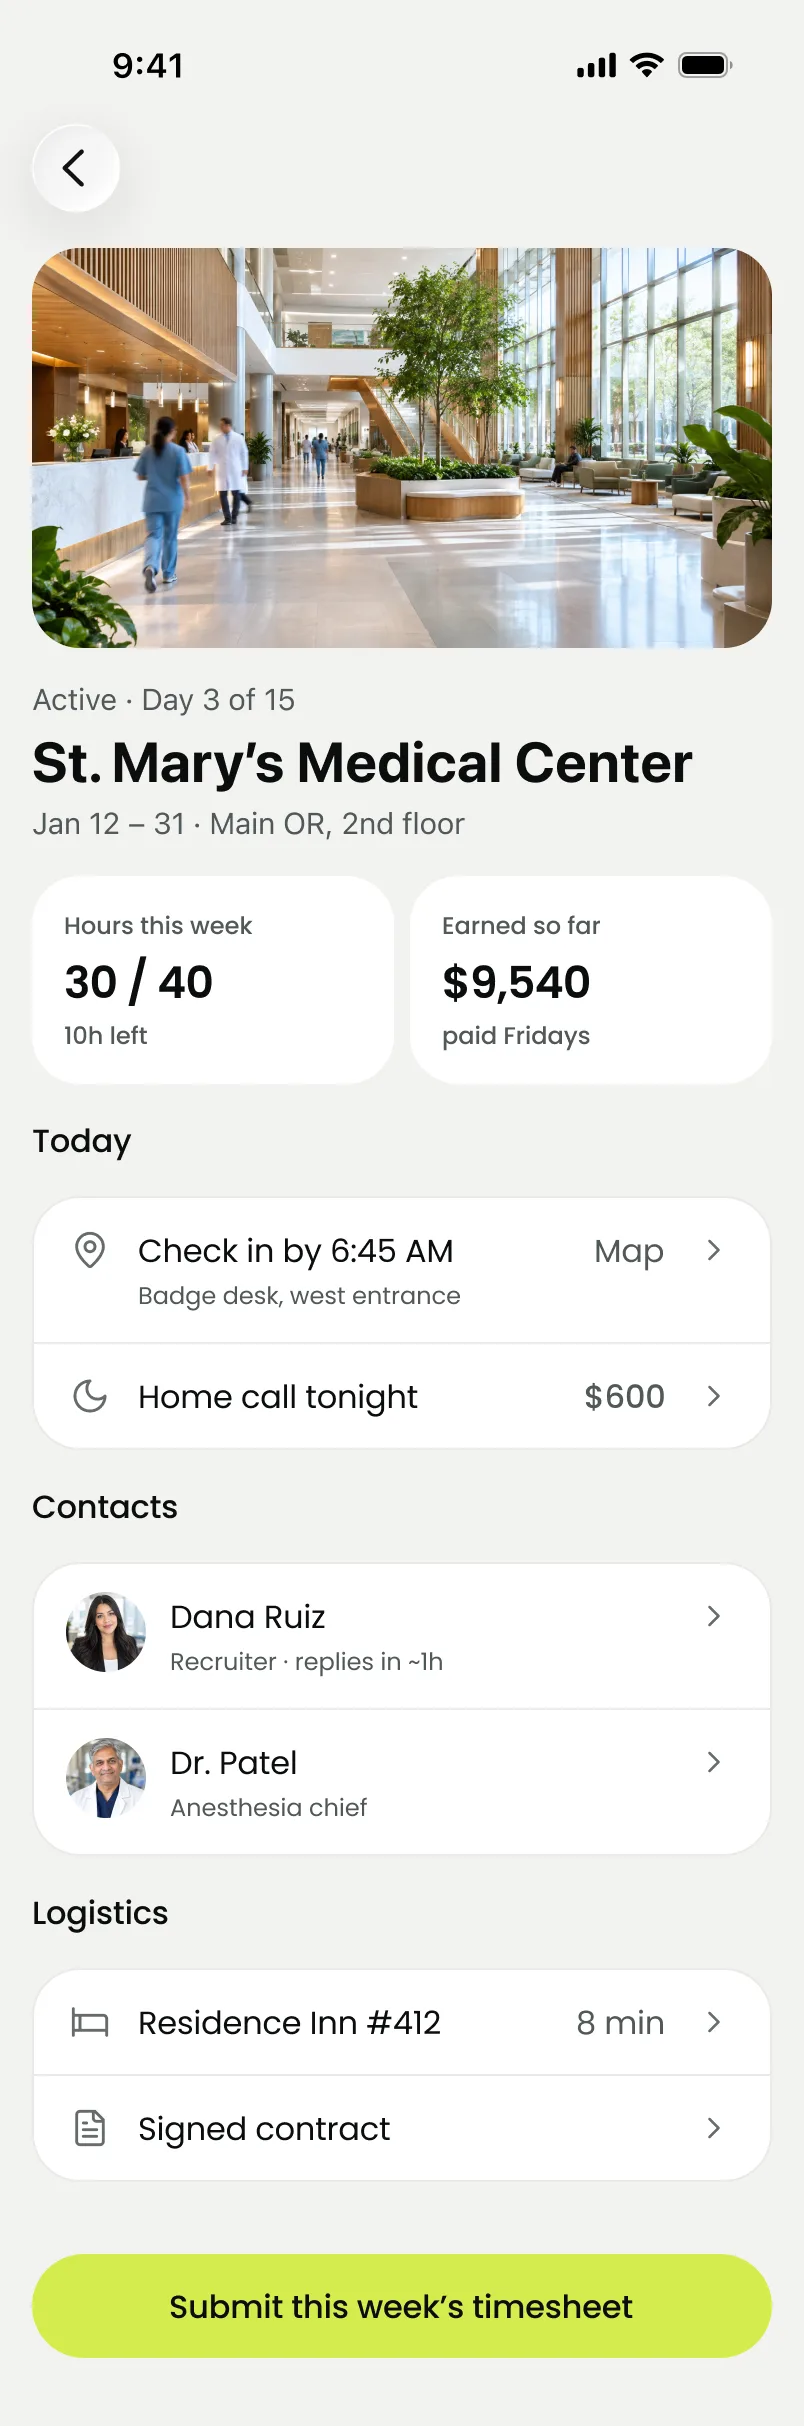 9:41
Active · Day 3 of 15
St. Mary’s Medical Center
Jan 12 – 31 · Main OR, 2nd floor
Hours this week
30 / 40
10h left
Earned so far
$9,540
paid Fridays
Today
Check in by 6:45 AM
Map
Badge desk, west entrance
Home call tonight
$600
Contacts
Dana Ruiz
Recruiter · replies in ~1h
Dr. Patel
Anesthesia chief
Logistics
Residence Inn #412
8 min
Signed contract
Submit this week’s timesheet